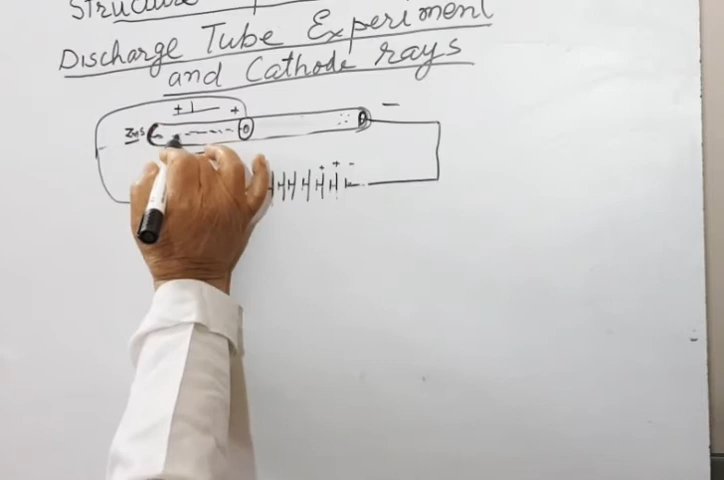 Structure
Discharge Tube Experiment
and Cathode rays
+ + −
ZnS
+ + -